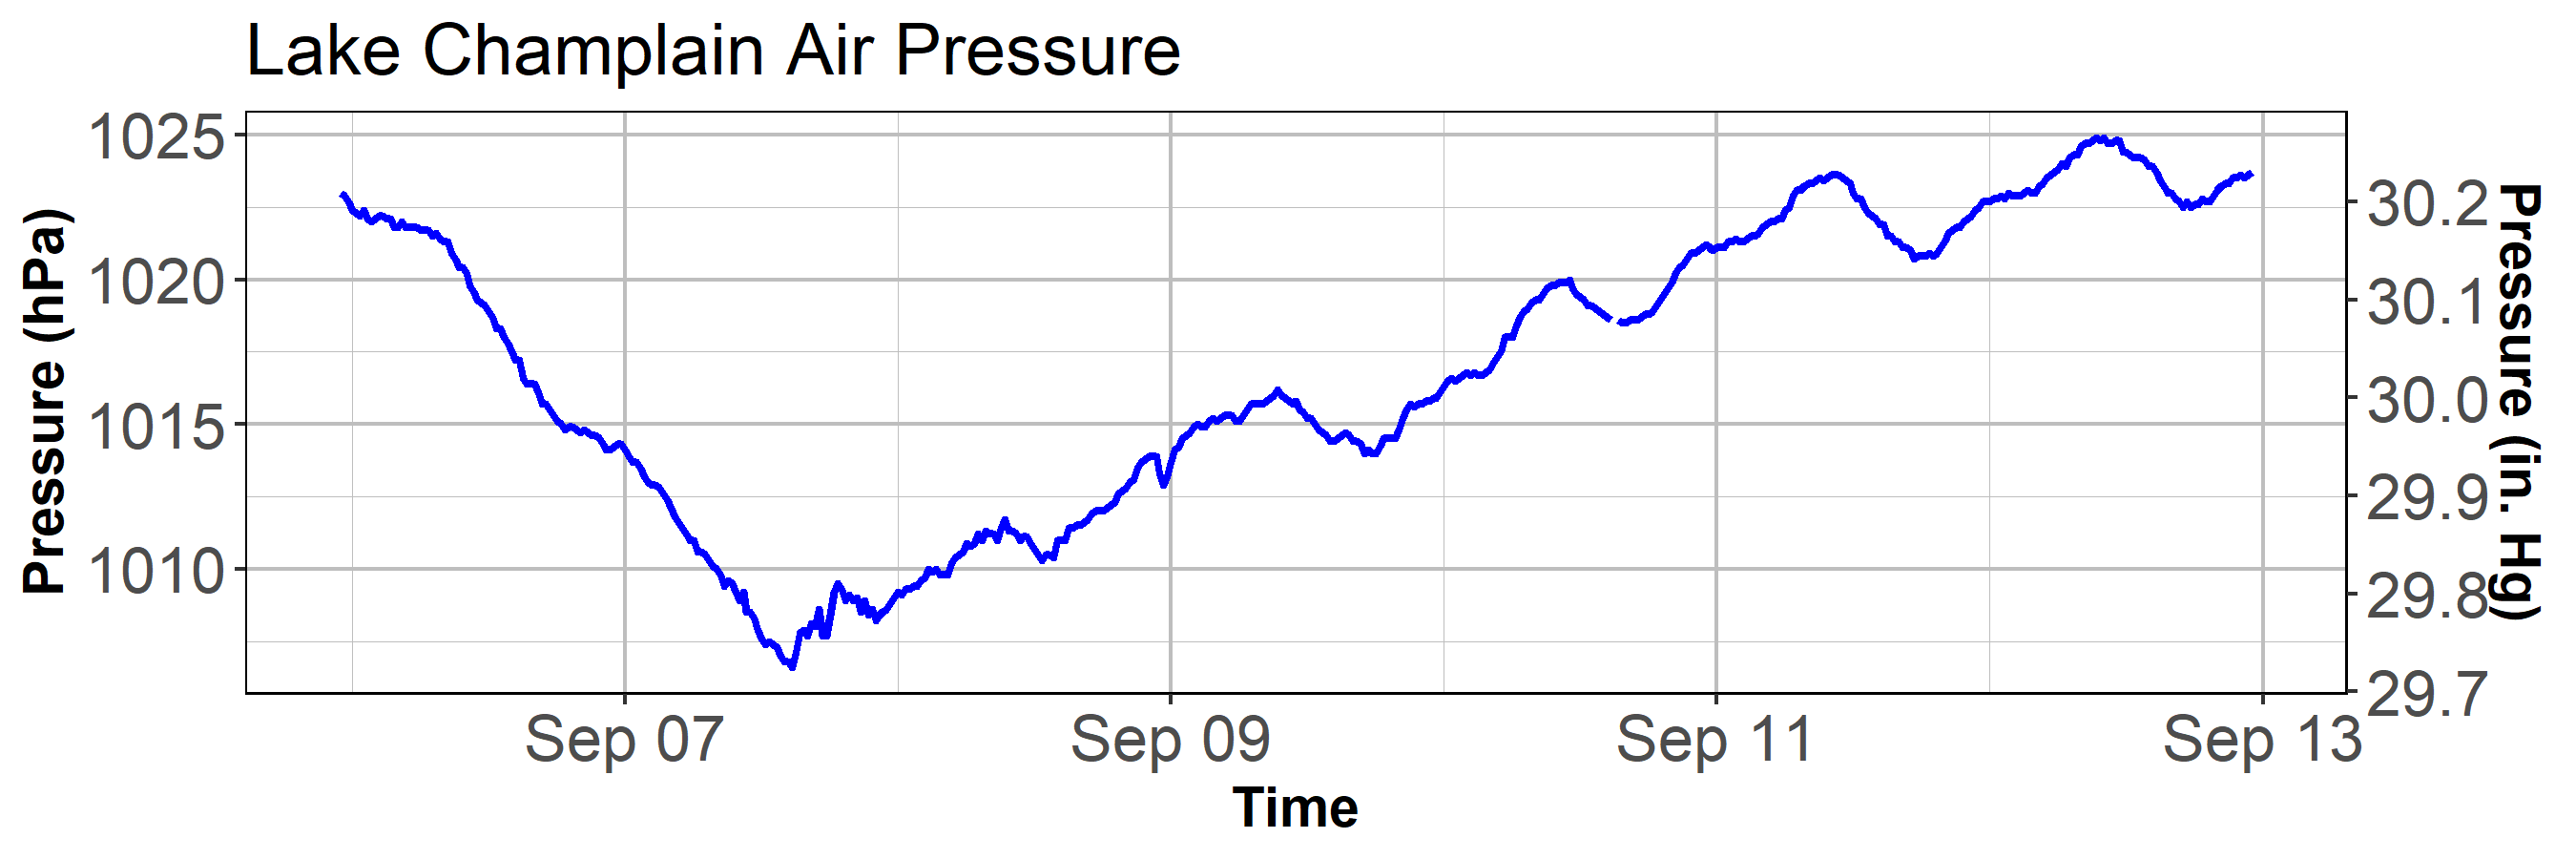 Lake Champlain Air Pressure
Pressure (hPa)
1025
1020
1015
1010
30.2
30.1
30.0
29.9
29.8
29.7
Pressure (in. Hg)
Sep 07 Sep 09 Sep 11 Sep 13
Time